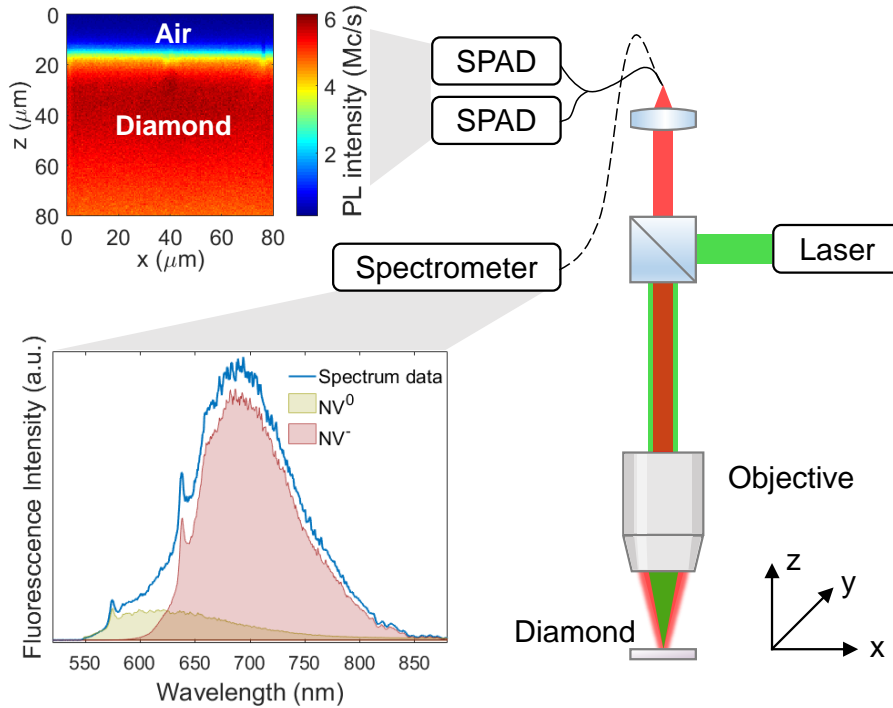 0
20
40
60
80
z (μm)
Air
Diamond
0
20
40
60
80
x (μm)
6
4
2
PL intensity (Mc/s)
SPAD
SPAD
Spectrometer
Laser
Objective
Diamond
z
y
x
Fluoresccence Intensity (a.u.)
Spectrum data
NV⁰
NV⁻
550
600
650
700
750
800
850
Wavelength (nm)